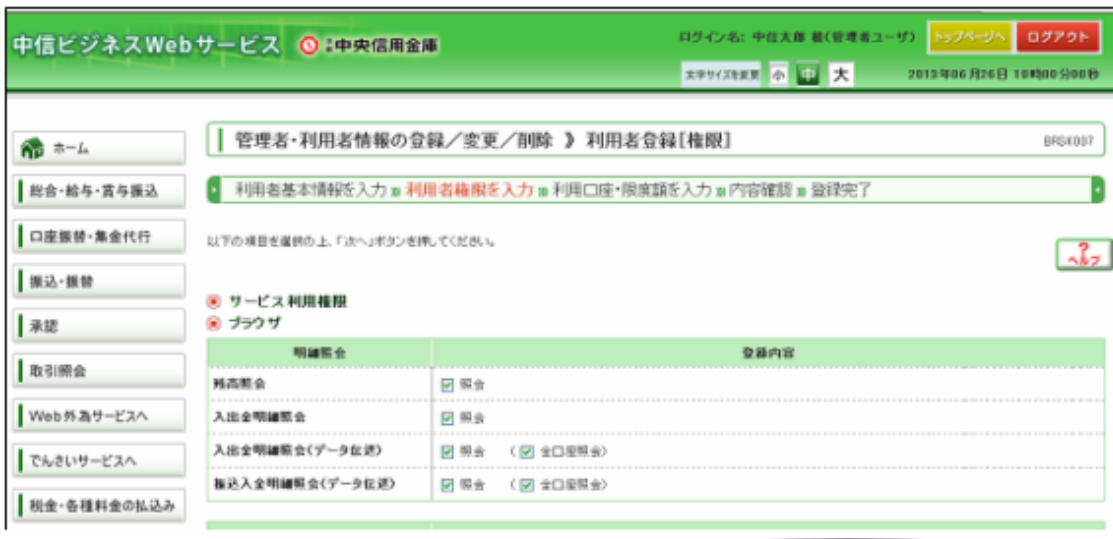 中信ビジネスWebサービス 中央信用金庫
ログイン名: 中信太郎 様(管理者ユーザ) トップページへ ログアウト
文字サイズを変更 小 中 大 2013年06月26日 10時00分00秒
ホーム
総合・給与・賞与振込
口座振替・集金代行
振込・振替
承認
取引照会
Web外為サービスへ
でんさいサービスへ
税金・各種料金の払込み
管理者・利用者情報の登録/変更/削除 》 利用者登録[権限] BRSK007
利用者基本情報を入力 » 利用者権限を入力 » 利用口座・限度額を入力 » 内容確認 » 登録完了
以下の項目を選択の上、「次へ」ボタンを押してください。
?
ヘルプ
サービス利用権限
ブラウザ
明細照会 登録内容
残高照会 照会
入出金明細照会 照会
入出金明細照会(データ伝送) 照会 (全口座照会)
振込入金明細照会(データ伝送) 照会 (全口座照会)